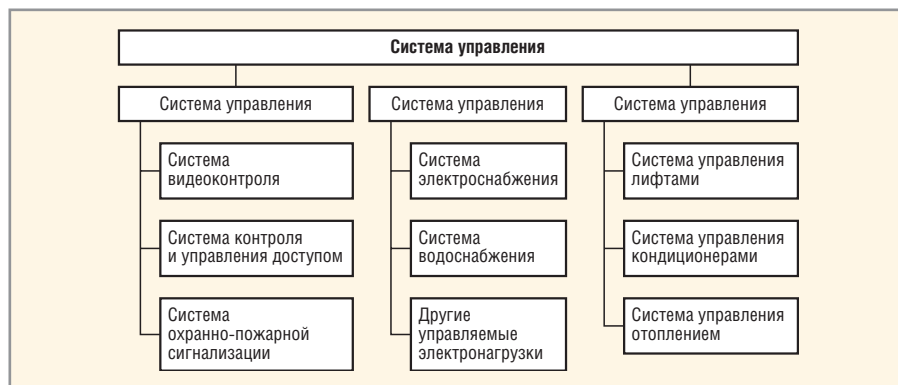 Система управления
Система управления
Система
видеоконтроля
Система контроля
и управления доступом
Система
охранно-пожарной
сигнализации
Система управления
Система
электроснабжения
Система
водоснабжения
Другие
управляемые
электронагрузки
Система управления
Система управления
лифтами
Система управления
кондиционерами
Система управления
отоплением